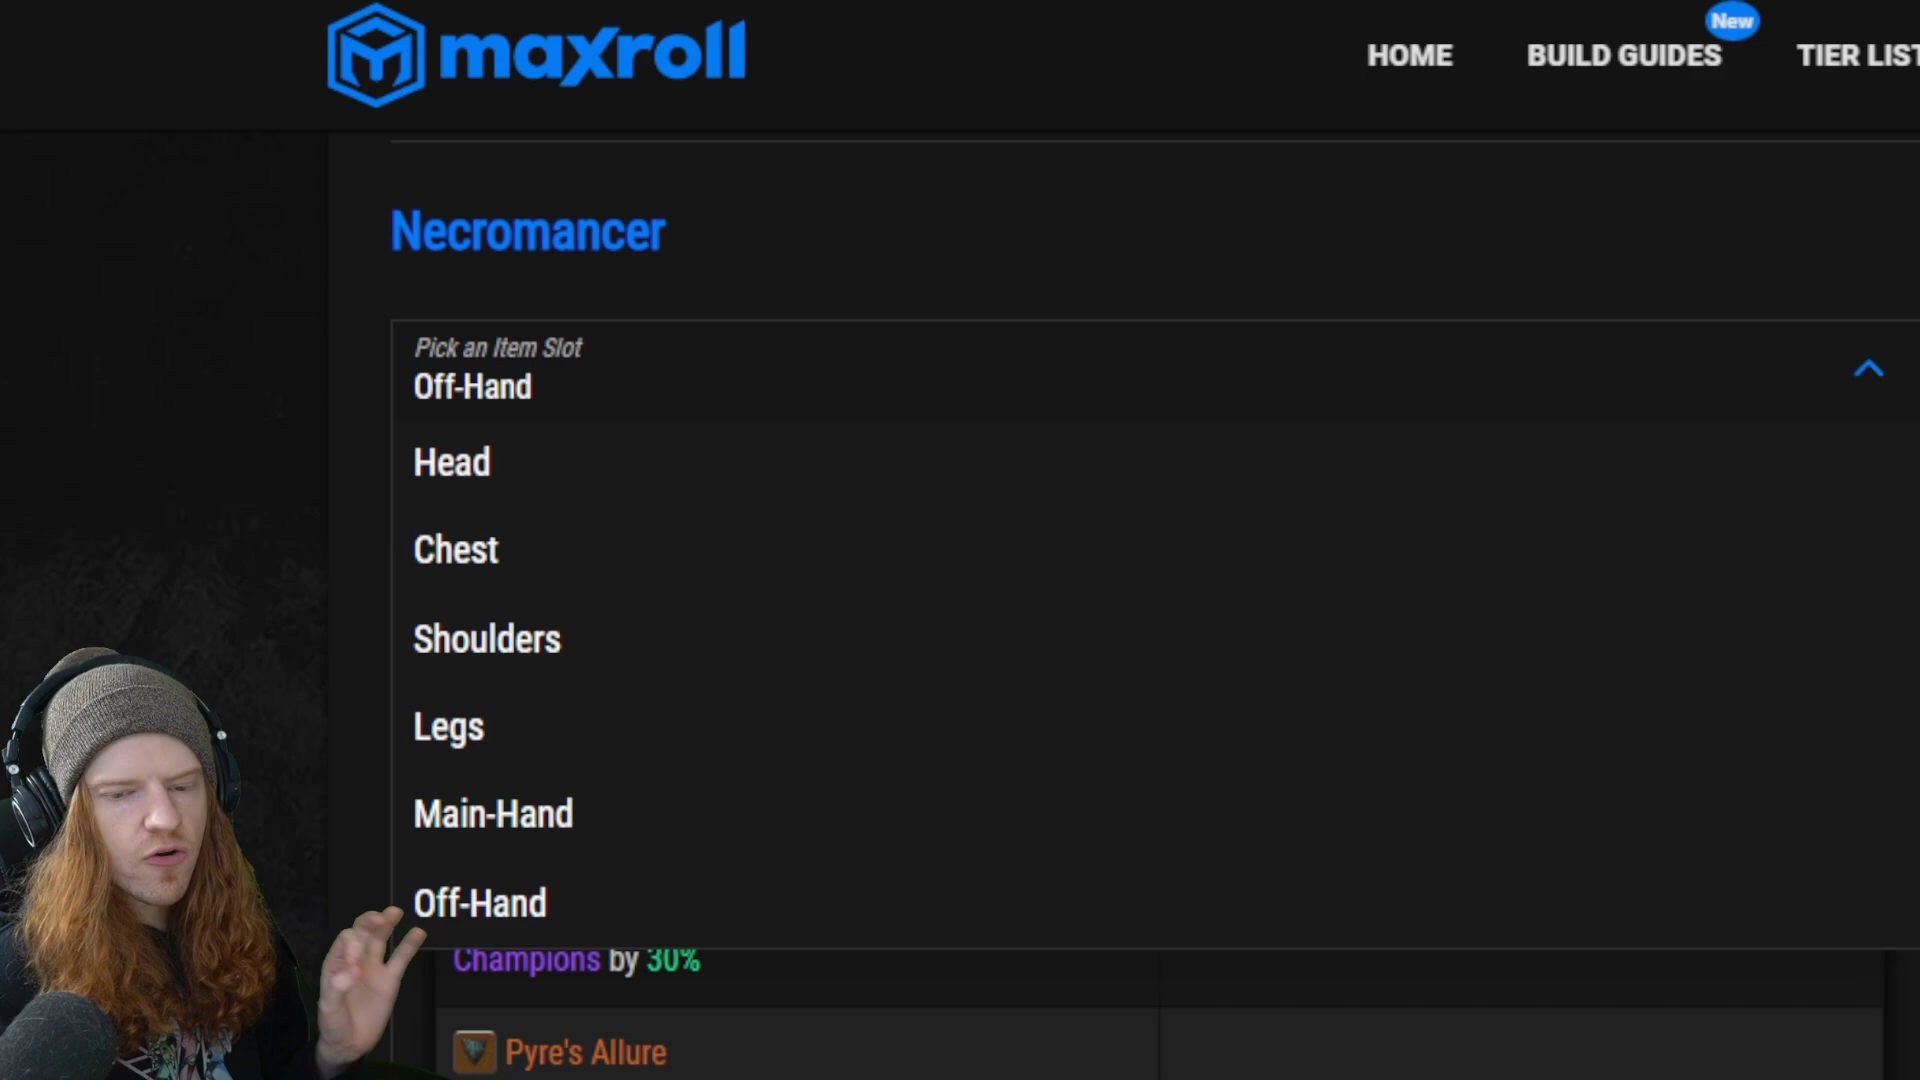 maxroll
HOME
BUILD GUIDES
New
TIER LIST
Necromancer
Pick an Item Slot
Off-Hand
Head
Chest
Shoulders
Legs
Main-Hand
Off-Hand
Champions by 30%
Pyre's Allure